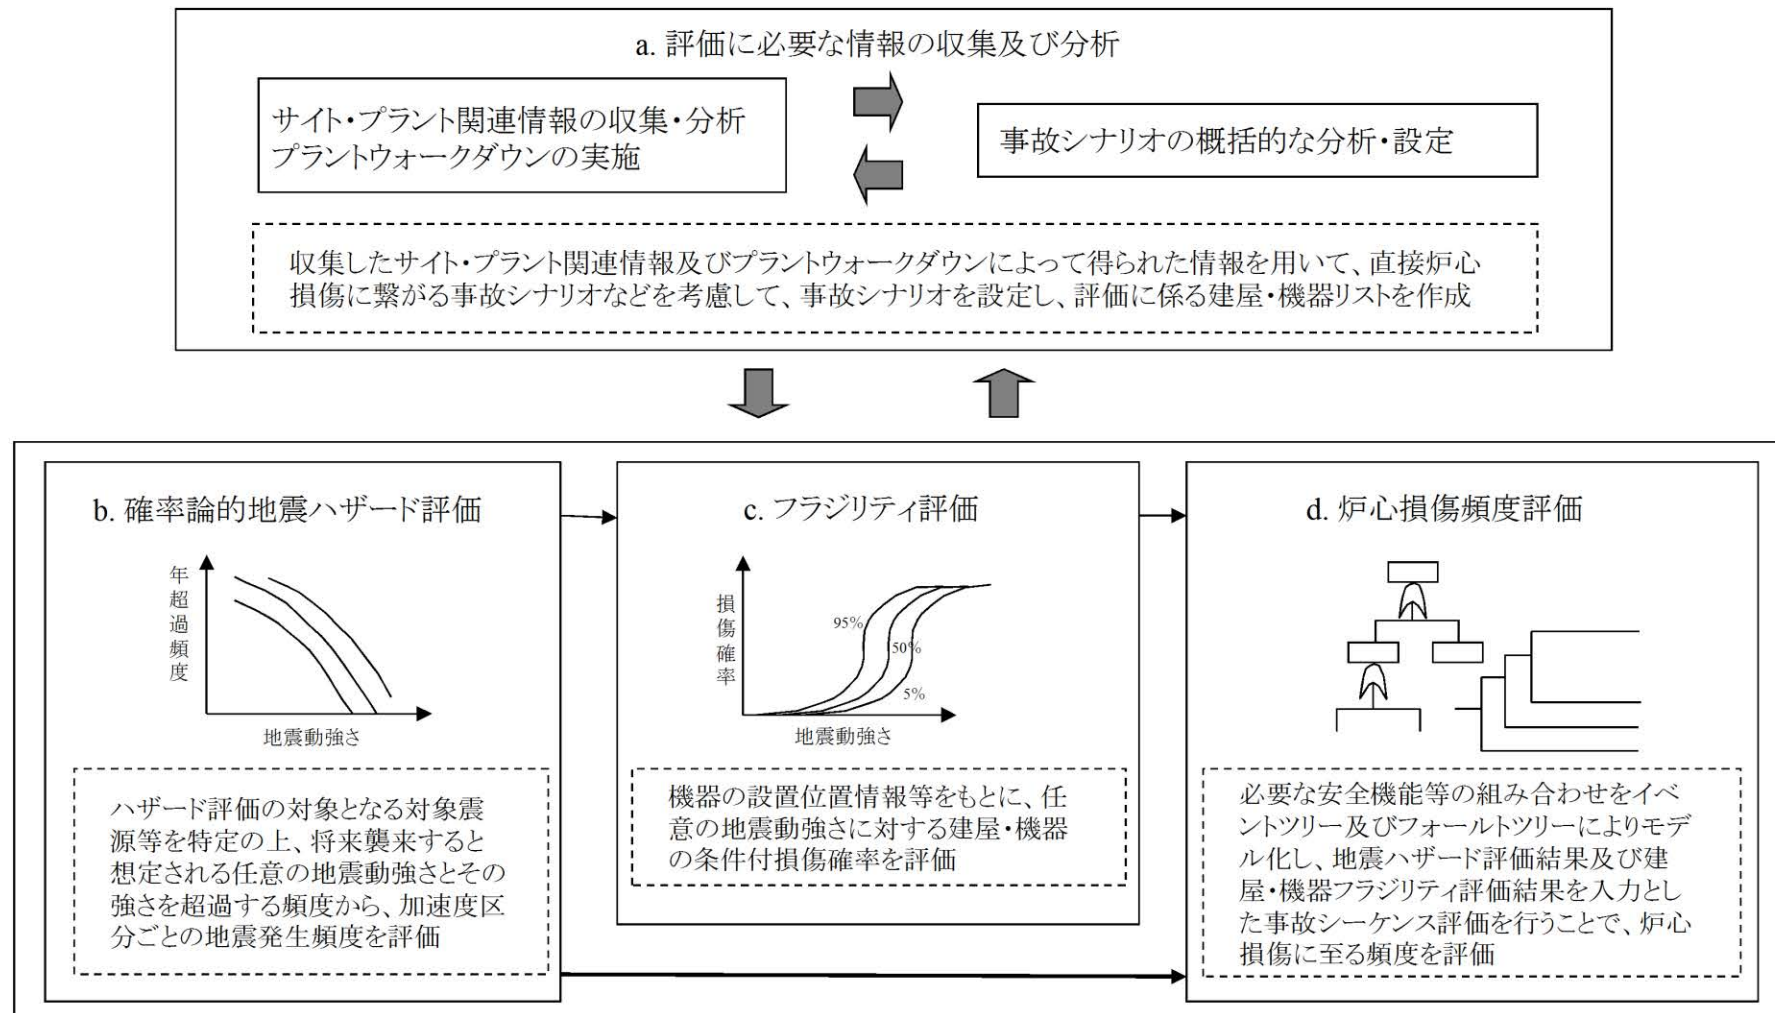 a. 評価に必要な情報の収集及び分析
サイト・プラント関連情報の収集・分析
プラントウォークダウンの実施
事故シナリオの概括的な分析・設定
収集したサイト・プラント関連情報及びプラントウォークダウンによって得られた情報を用いて、直接炉心
損傷に繋がる事故シナリオなどを考慮して、事故シナリオを設定し、評価に係る建屋・機器リストを作成
b. 確率論的地震ハザード評価
年超過頻度
地震動強さ
ハザード評価の対象となる対象震
源等を特定の上、将来襲来すると
想定される任意の地震動強さとその
強さを超過する頻度から、加速度区
分ごとの地震発生頻度を評価
c. フラジリティ評価
損傷確率
95%
50%
5%
地震動強さ
機器の設置位置情報等をもとに、任
意の地震動強さに対する建屋・機器
の条件付損傷確率を評価
d. 炉心損傷頻度評価
必要な安全機能等の組み合わせをイベ
ントツリー及びフォールトツリーによりモデ
ル化し、地震ハザード評価結果及び建
屋・機器フラジリティ評価結果を入力とし
た事故シーケンス評価を行うことで、炉心
損傷に至る頻度を評価